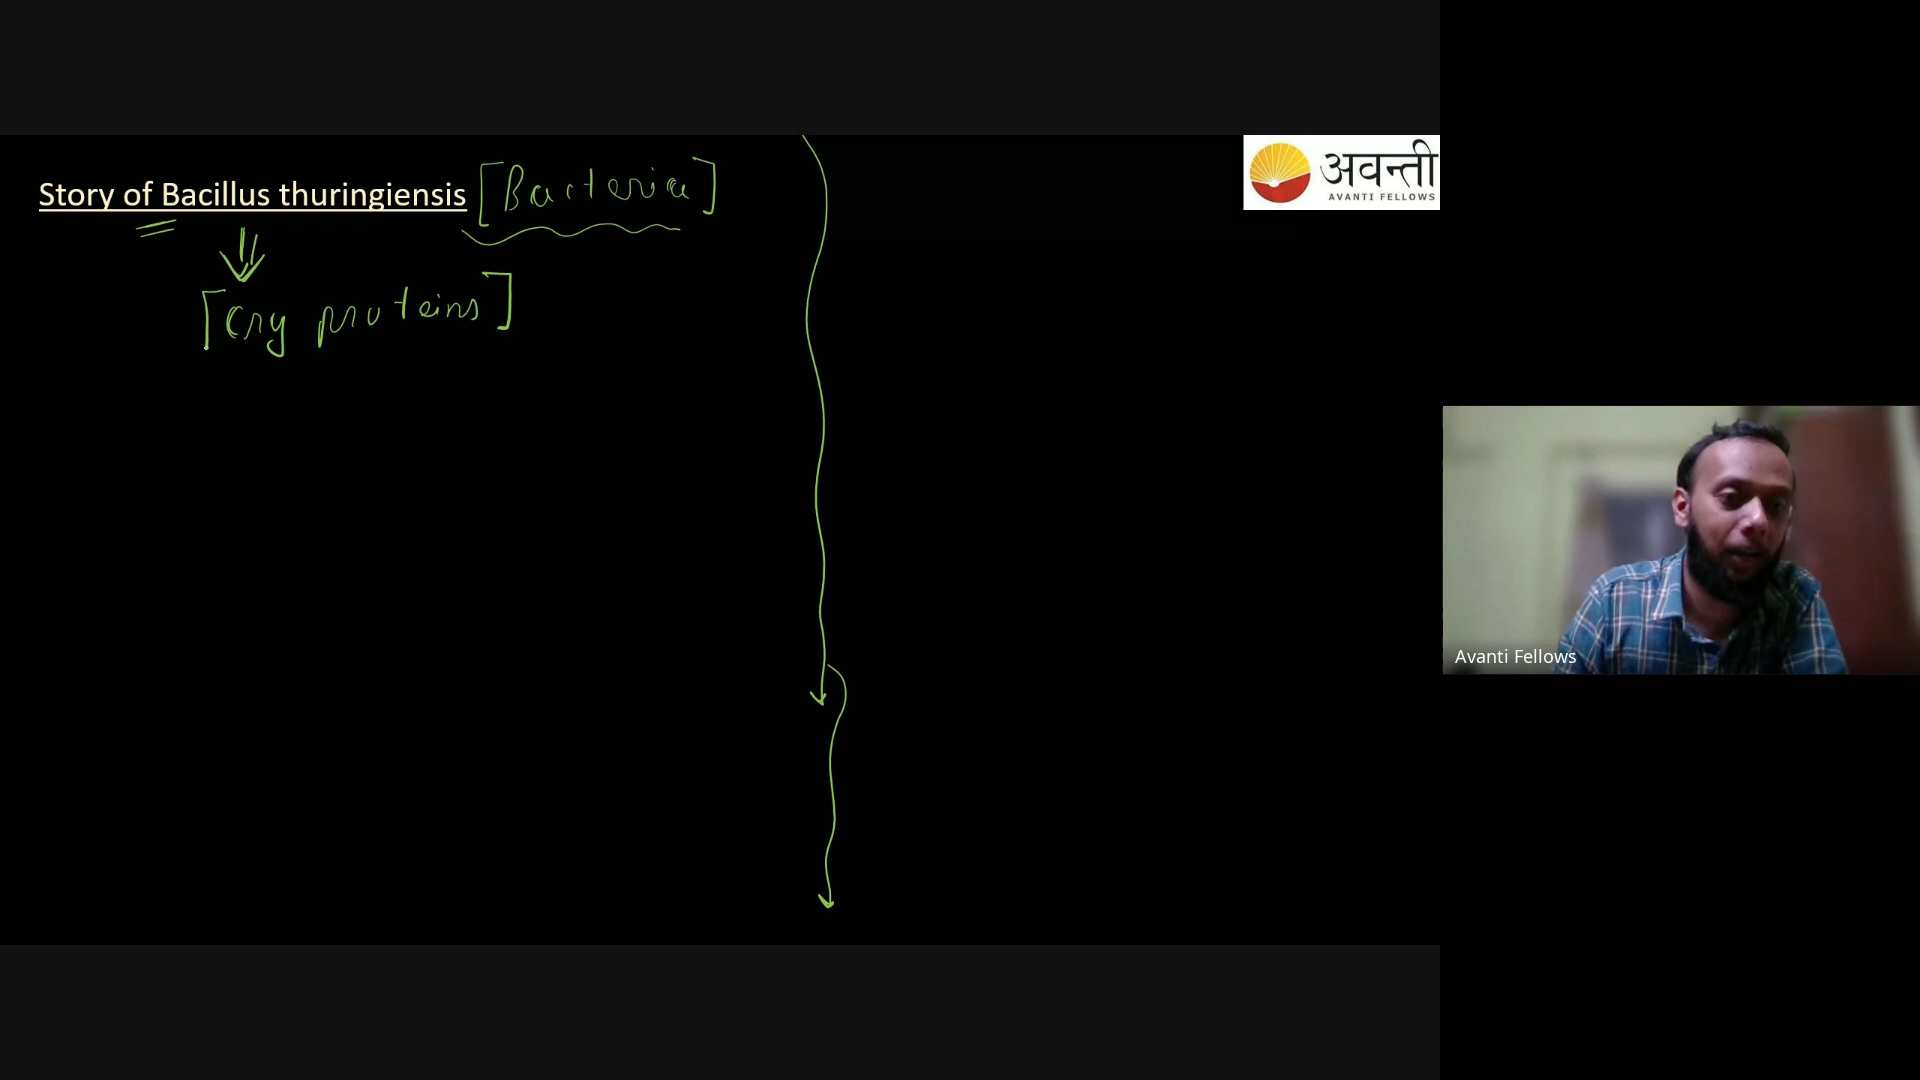 Story of Bacillus thuringiensis [Bacteria]
[Cry proteins]
अवन्ती
AVANTI FELLOWS
Avanti Fellows